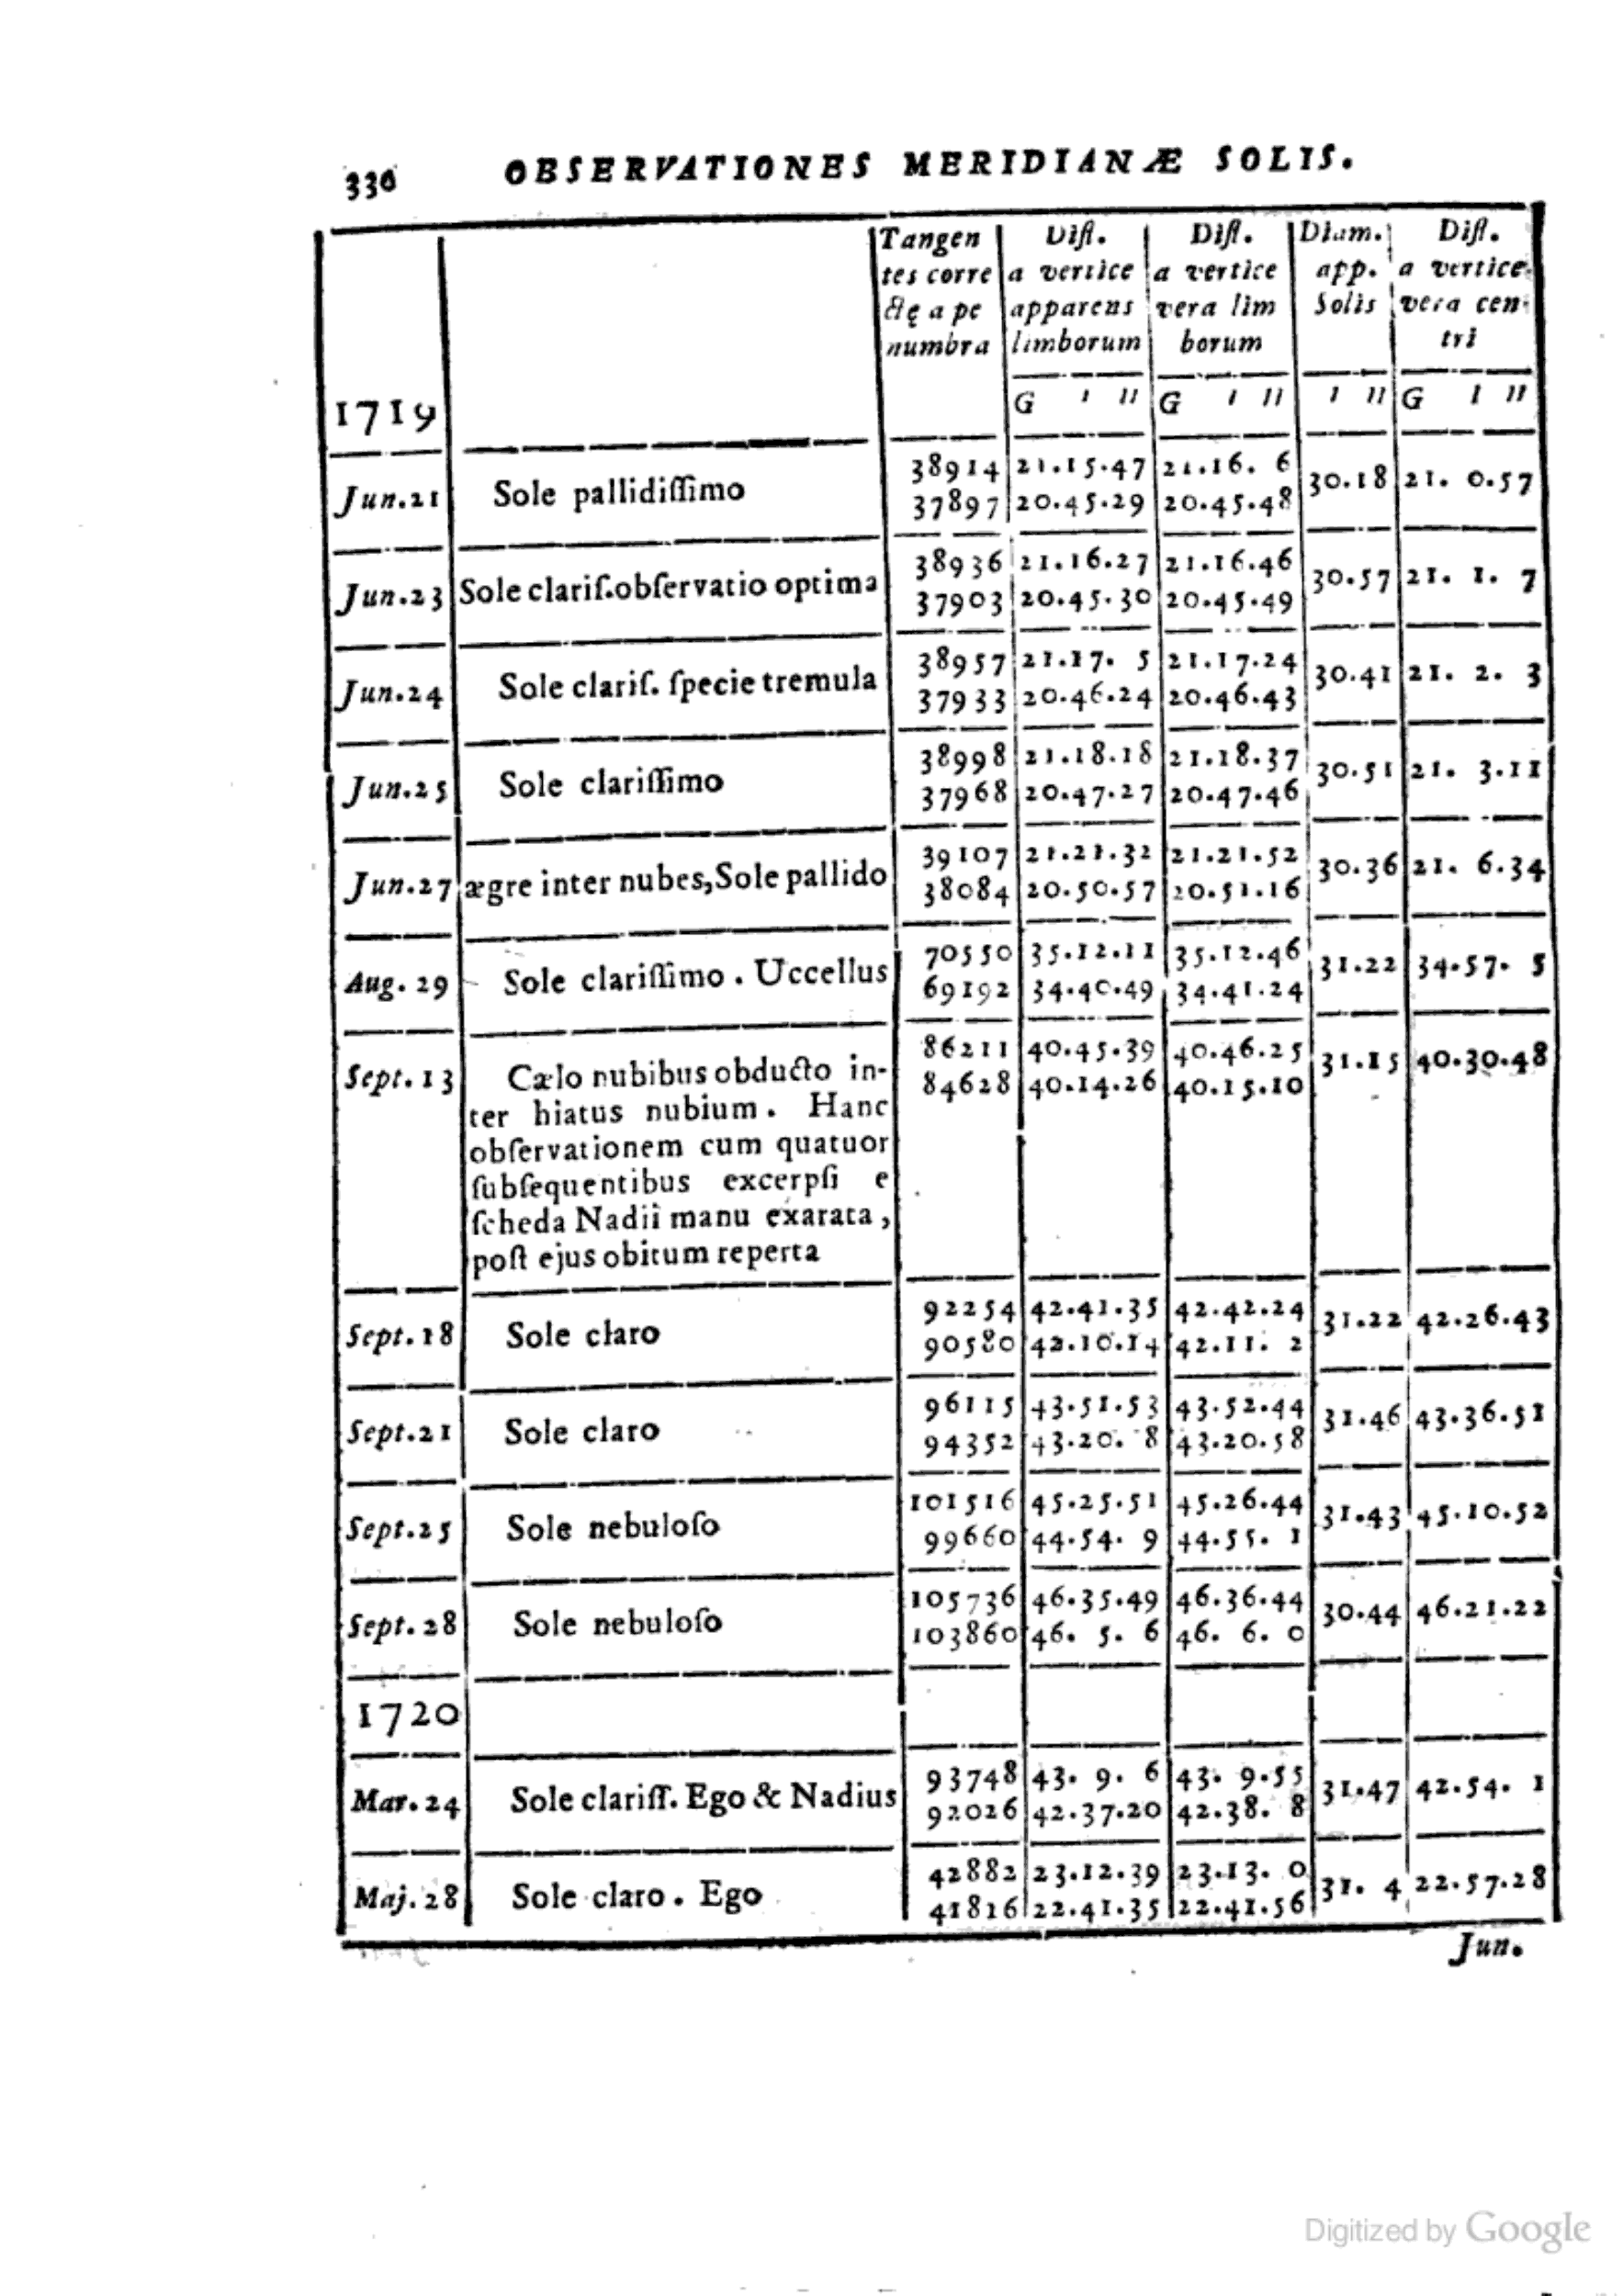 330 OBSERVATIONES MERIDIANÆ SOLIS.
Tangen Dist. Dist. Diam. Dist.
tes corre a vertice a vertice app. a vertice
ctę a pe apparens vera lim Solis vera cen-
numbra limborum borum tri
G ' '' G ' '' ' '' G ' ''
1719
38914 21.15.47 21.16. 6
Jun.21 Sole pallidiſſimo 30.18 21. 0.57
37897 20.45.29 20.45.48
38936 21.16.27 21.16.46
Jun.23 Sole clariſ.obſervatio optima 30.57 21. 1. 7
37903 20.45.30 20.45.49
38957 21.17. 5 21.17.24
Jun.24 Sole clariſ. ſpecie tremula 30.41 21. 2. 3
37933 20.46.24 20.46.43
38998 21.18.18 21.18.37
Jun.25 Sole clariſſimo 30.51 21. 3.11
37968 20.47.27 20.47.46
39107 21.21.32 21.21.52
Jun.27 ægre inter nubes,Sole pallido 30.36 21. 6.34
38084 20.50.57 20.51.16
70550 35.12.11 35.12.46
Aug. 29 Sole clariſſimo . Uccellus 31.22 34.57. 5
69192 34.40.49 34.41.24
86211 40.45.39 40.46.25
Sept.13 Cælo nubibus obducto in- 31.15 40.30.48
84628 40.14.26 40.15.10
ter hiatus nubium . Hanc
obſervationem cum quatuor
ſubſequentibus excerpſi e
ſcheda Nadii manu exarata ,
poſt ejus obitum reperta
92254 42.41.35 42.42.24
Sept.18 Sole claro 31.22 42.26.43
90580 42.10.14 42.11. 2
96115 43.51.53 43.52.44
Sept.21 Sole claro 31.46 43.36.51
94352 43.20. 8 43.20.58
101516 45.25.51 45.26.44
Sept.25 Sole nebuloſo 31.43 45.10.52
99660 44.54. 9 44.55. 1
105736 46.35.49 46.36.44
Sept.28 Sole nebuloſo 30.44 46.21.22
103860 46. 5. 6 46. 6. 0
1720
93748 43. 9. 6 43. 9.55
Mar.24 Sole clariſſ. Ego & Nadius 31.47 42.54. 1
92026 42.37.20 42.38. 8
42882 23.12.39 23.13. 0
Maj.28 Sole claro . Ego 31. 4 22.57.28
41816 22.41.35 22.41.56
Jun.
Digitized by Google